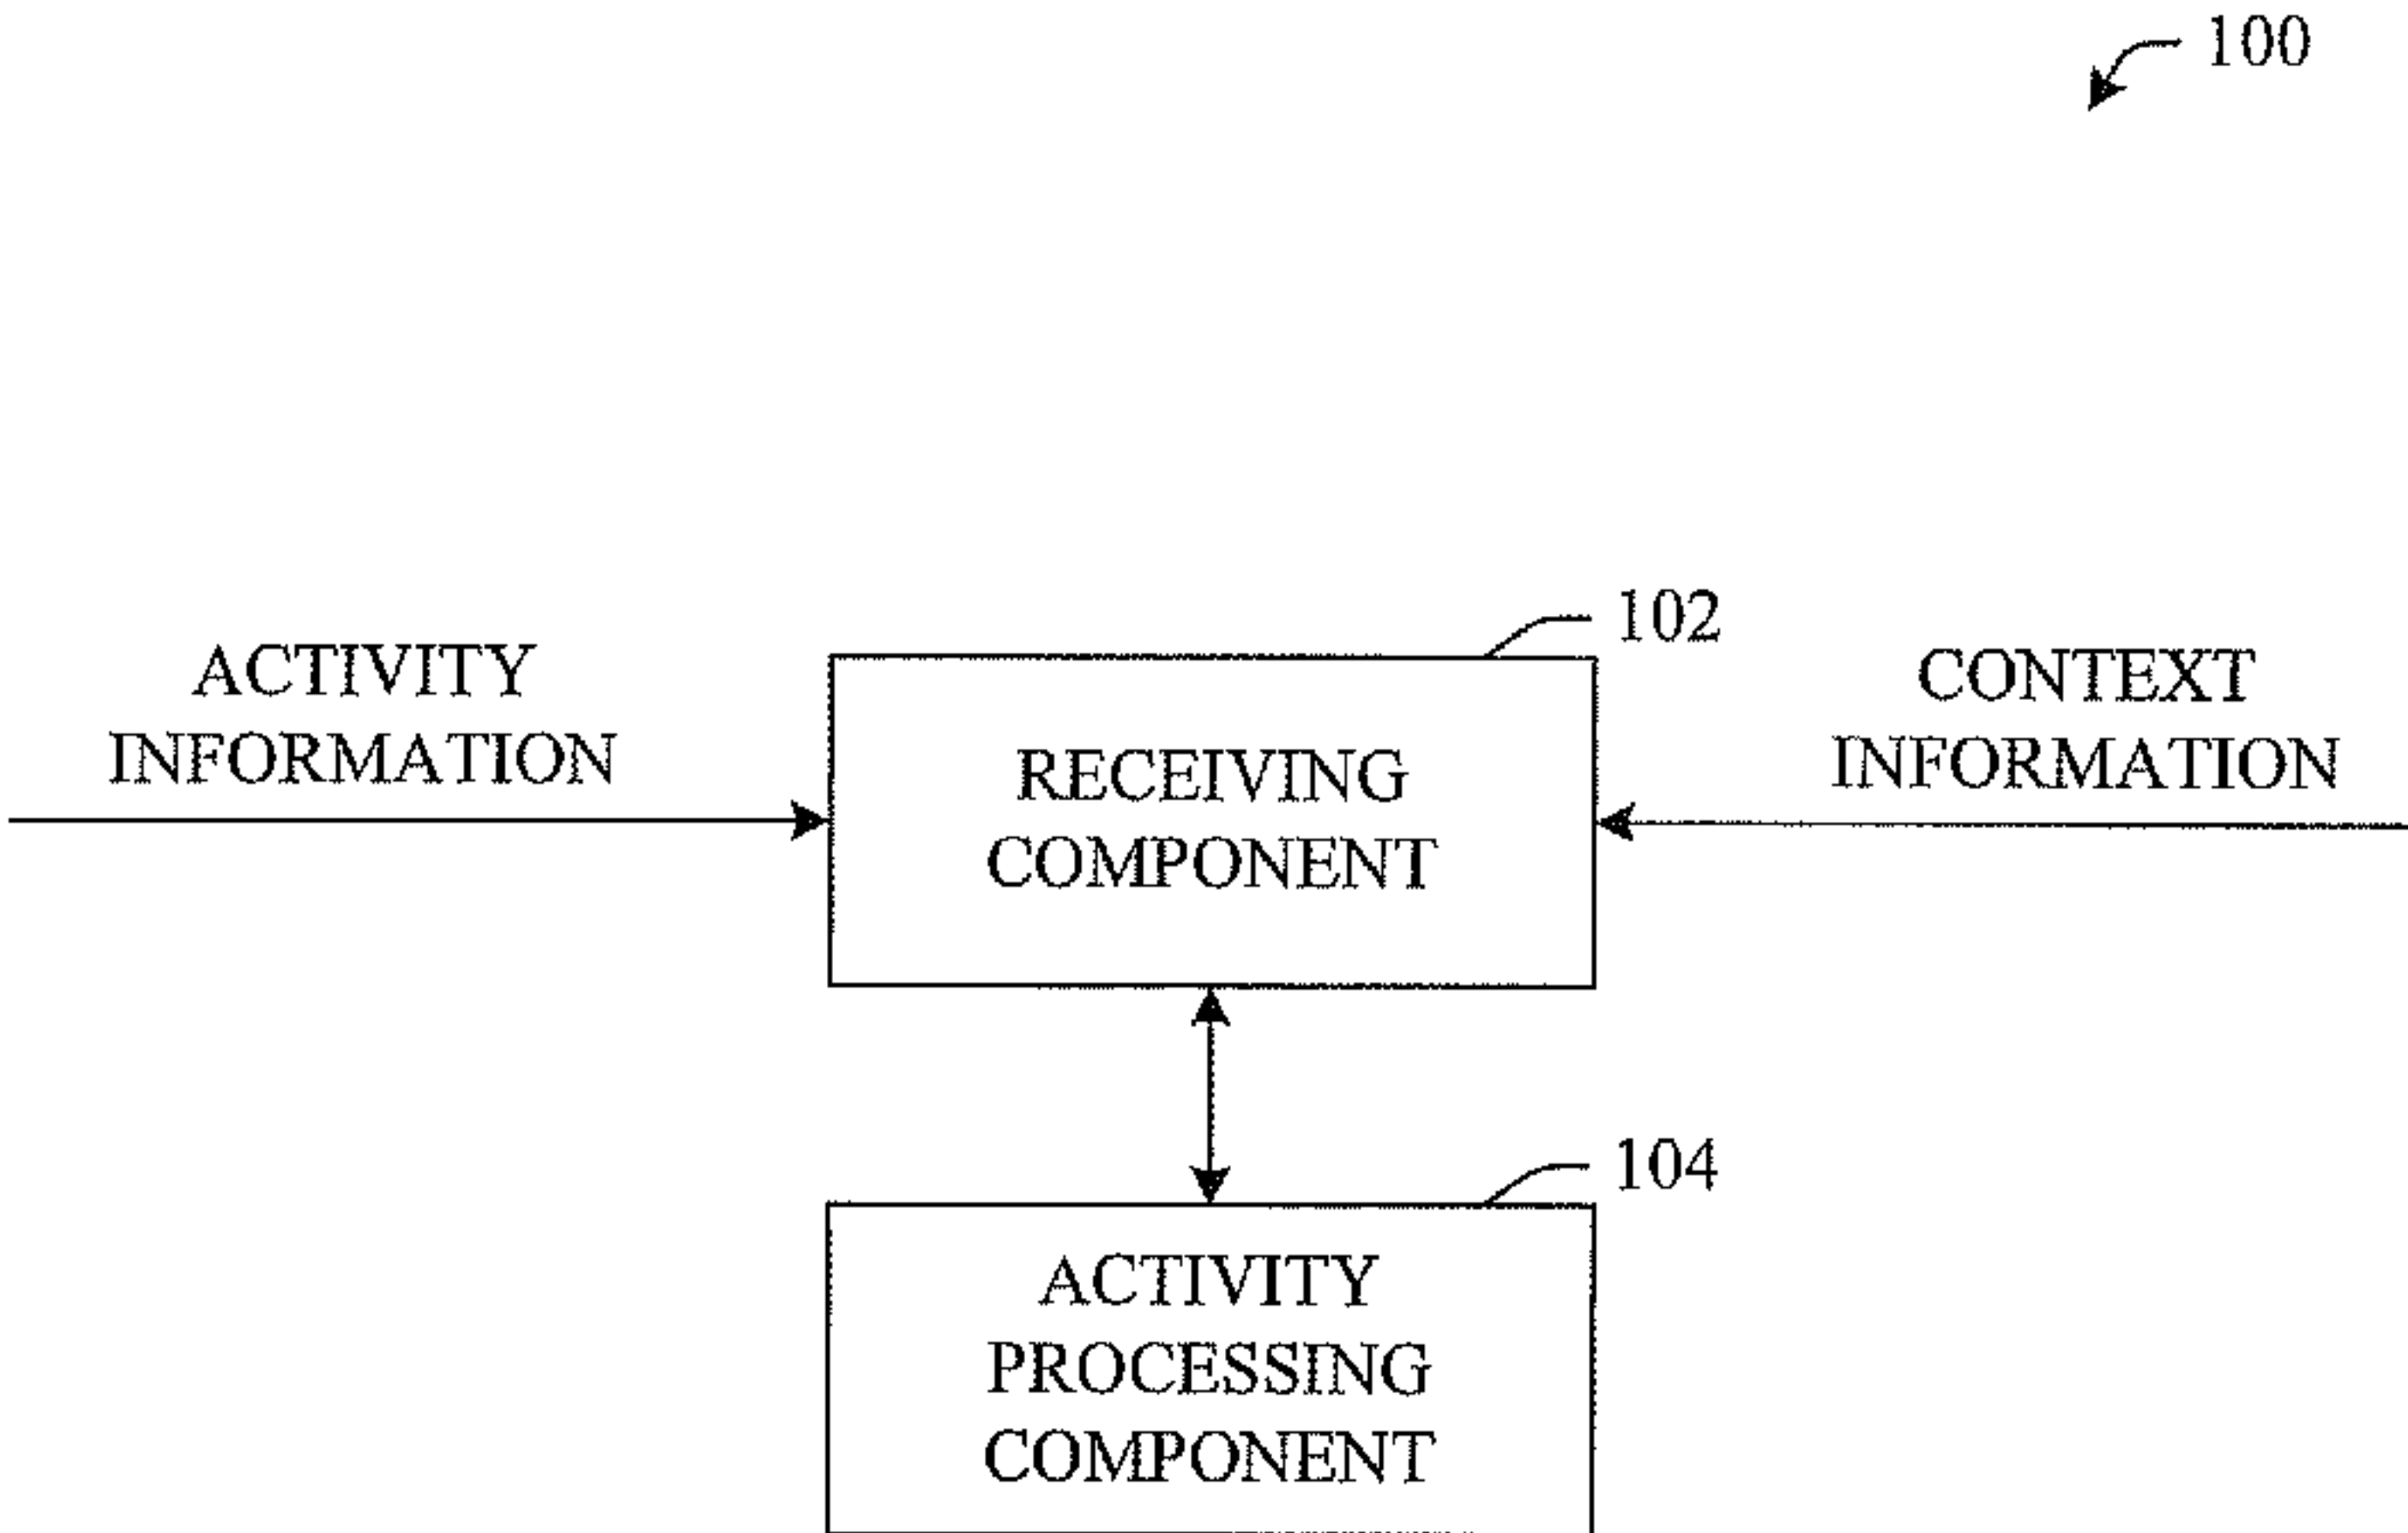 100
102
ACTIVITY
INFORMATION
RECEIVING
COMPONENT
CONTEXT
INFORMATION
104
ACTIVITY
PROCESSING
COMPONENT